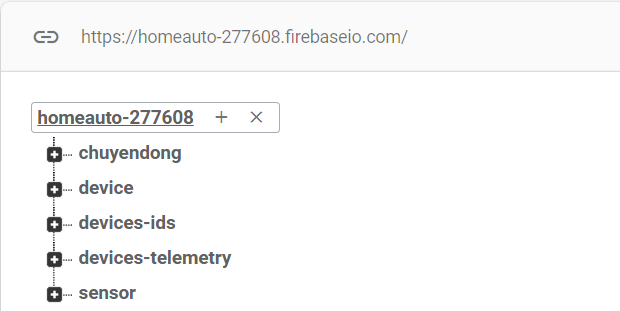 https://homeauto-277608.firebaseio.com/
homeauto-277608
chuyendong
device
devices-ids
devices-telemetry
sensor